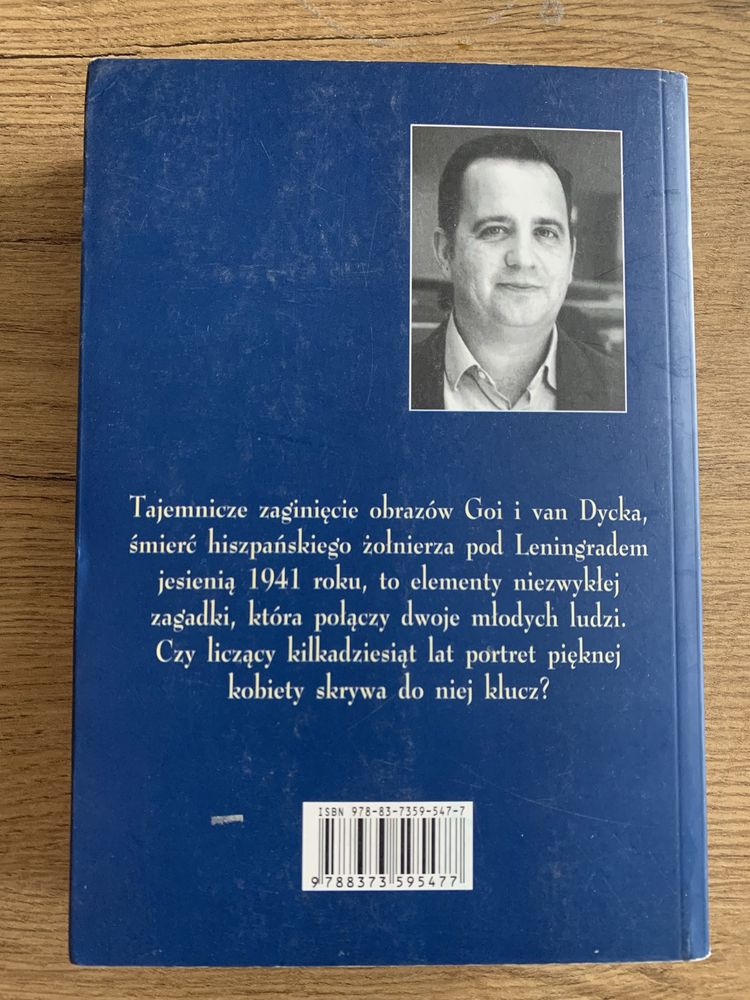 Tajemnicze zaginięcie obrazów Goi i van Dycka,
śmierć hiszpańskiego żołnierza pod Leningradem
jesienią 1941 roku, to elementy niezwykłej
zagadki, która połączy dwoje młodych ludzi.
Czy liczący kilkadziesiąt lat portret pięknej
kobiety skrywa do niej klucz?
ISBN 978-83-7359-547-7
9 788373 595477